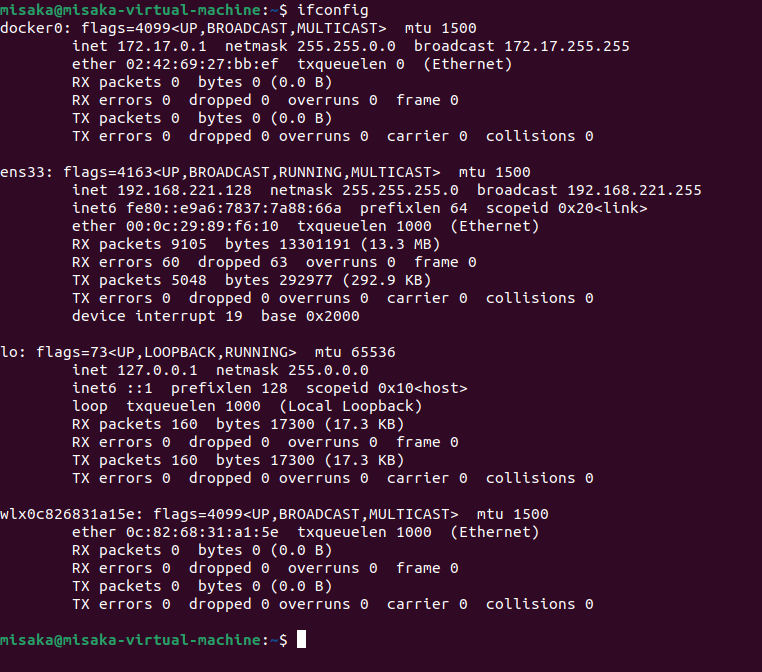 misaka@misaka-virtual-machine:~$ ifconfig
docker0: flags=4099<UP,BROADCAST,MULTICAST>  mtu 1500
        inet 172.17.0.1  netmask 255.255.0.0  broadcast 172.17.255.255
        ether 02:42:69:27:bb:ef  txqueuelen 0  (Ethernet)
        RX packets 0  bytes 0 (0.0 B)
        RX errors 0  dropped 0  overruns 0  frame 0
        TX packets 0  bytes 0 (0.0 B)
        TX errors 0  dropped 0 overruns 0  carrier 0  collisions 0

ens33: flags=4163<UP,BROADCAST,RUNNING,MULTICAST>  mtu 1500
        inet 192.168.221.128  netmask 255.255.255.0  broadcast 192.168.221.255
        inet6 fe80::e9a6:7837:7a88:66a  prefixlen 64  scopeid 0x20<link>
        ether 00:0c:29:89:f6:10  txqueuelen 1000  (Ethernet)
        RX packets 9105  bytes 13301191 (13.3 MB)
        RX errors 60  dropped 63  overruns 0  frame 0
        TX packets 5048  bytes 292977 (292.9 KB)
        TX errors 0  dropped 0 overruns 0  carrier 0  collisions 0
        device interrupt 19  base 0x2000

lo: flags=73<UP,LOOPBACK,RUNNING>  mtu 65536
        inet 127.0.0.1  netmask 255.0.0.0
        inet6 ::1  prefixlen 128  scopeid 0x10<host>
        loop  txqueuelen 1000  (Local Loopback)
        RX packets 160  bytes 17300 (17.3 KB)
        RX errors 0  dropped 0  overruns 0  frame 0
        TX packets 160  bytes 17300 (17.3 KB)
        TX errors 0  dropped 0 overruns 0  carrier 0  collisions 0

wlx0c826831a15e: flags=4099<UP,BROADCAST,MULTICAST>  mtu 1500
        ether 0c:82:68:31:a1:5e  txqueuelen 1000  (Ethernet)
        RX packets 0  bytes 0 (0.0 B)
        RX errors 0  dropped 0  overruns 0  frame 0
        TX packets 0  bytes 0 (0.0 B)
        TX errors 0  dropped 0 overruns 0  carrier 0  collisions 0

misaka@misaka-virtual-machine:~$